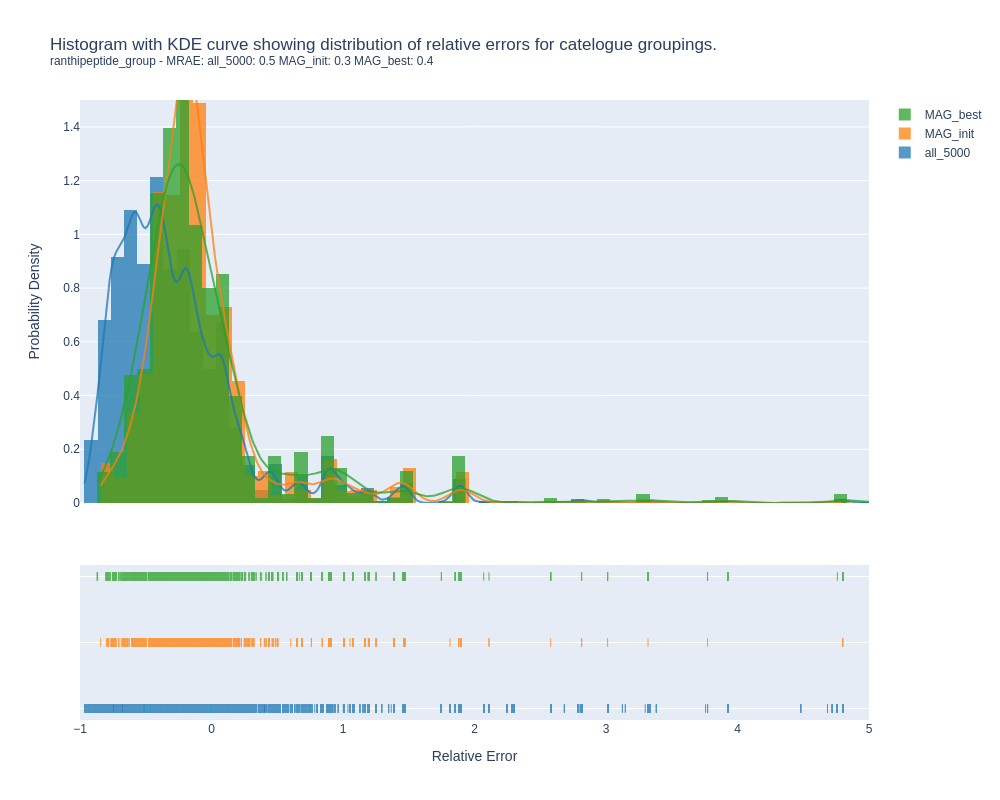 Histogram with KDE curve showing distribution of relative errors for catelogue groupings.
ranthipeptide_group - MRAE: all_5000: 0.5 MAG_init: 0.3 MAG_best: 0.4
MAG_best
MAG_init
all_5000
1.4
1.2
1
0.8
0.6
0.4
0.2
0
Probability Density
−1 0 1 2 3 4 5
Relative Error